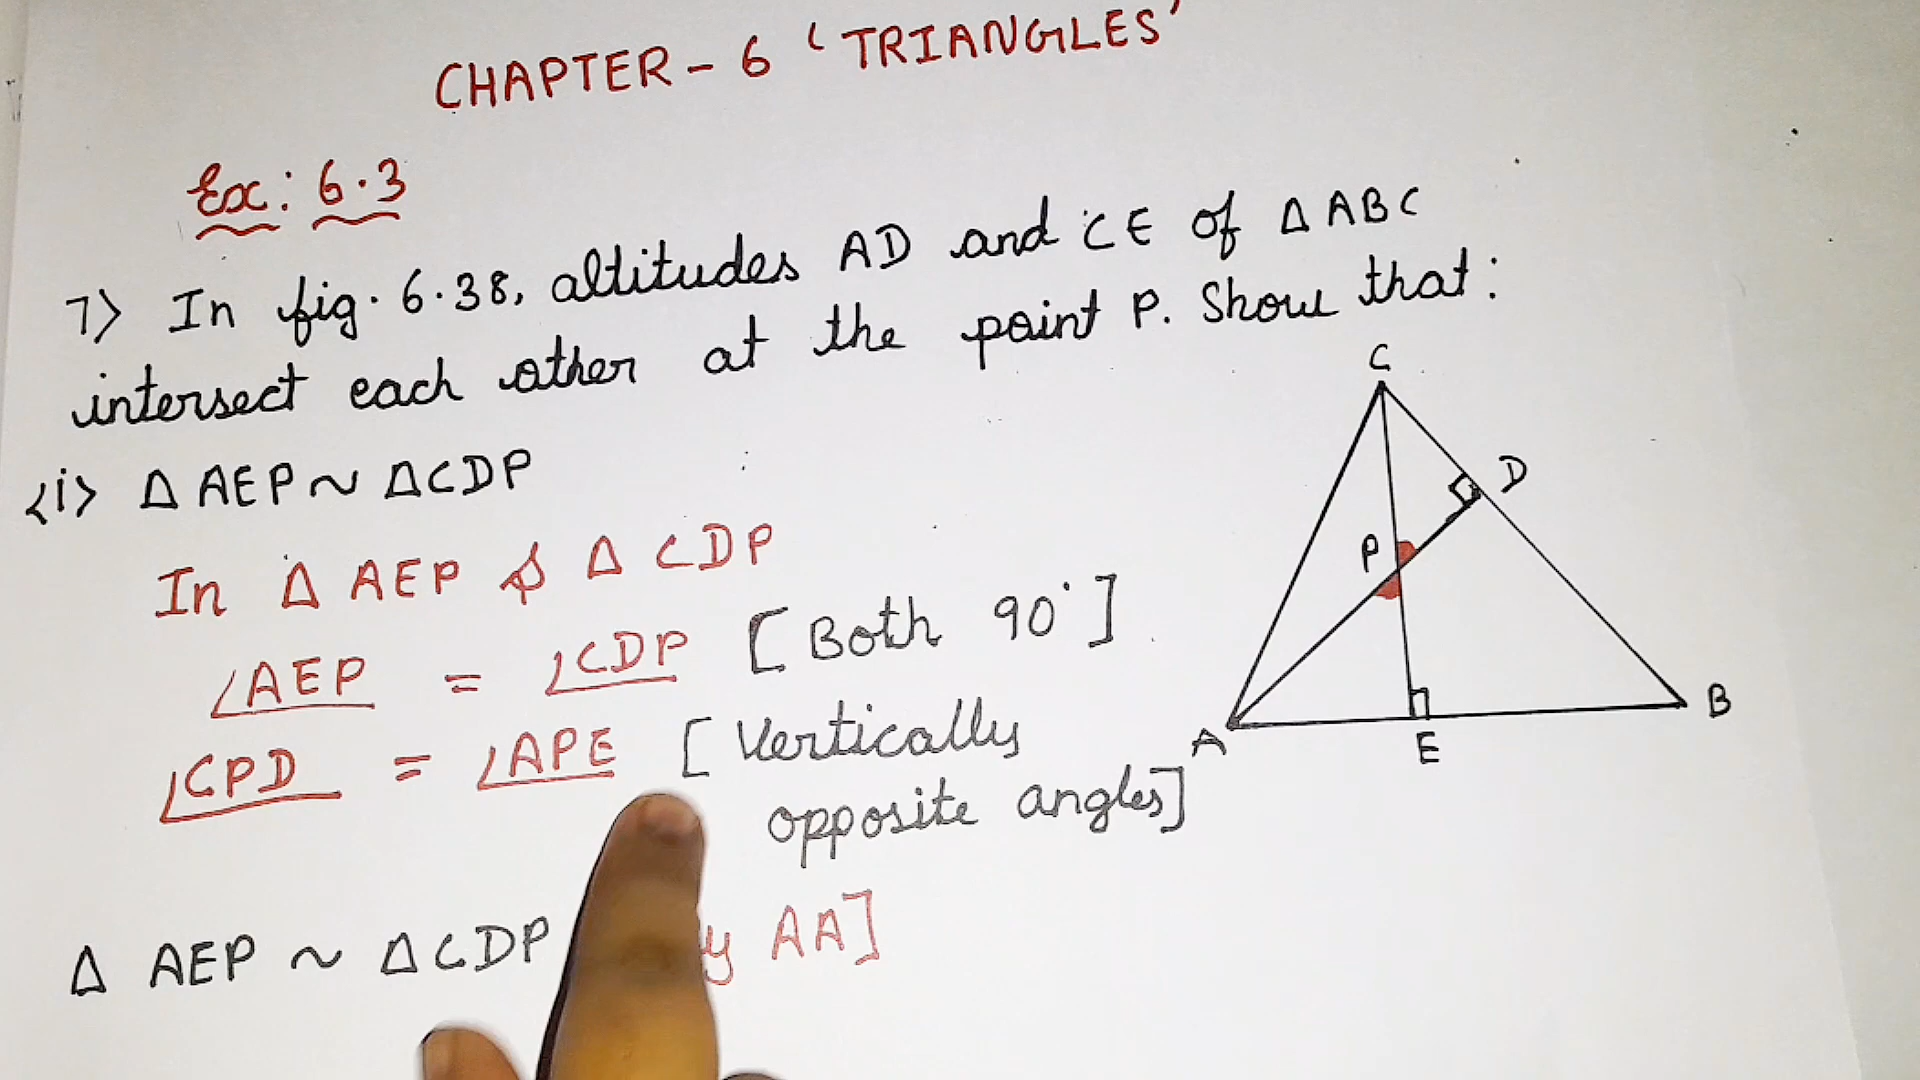 CHAPTER - 6 'TRIANGLES'
Ex: 6.3
7> In fig. 6.38, altitudes AD and CE of Δ ABC
intersect each other at the point P. Show that:
<i> Δ AEP ~ ΔCDP
In Δ AEP & Δ CDP
∠AEP = ∠CDP [Both 90°]
∠CPD = ∠APE [Vertically
opposite angles]
Δ AEP ~ ΔCDP AA]
C
D
P
A
E
B